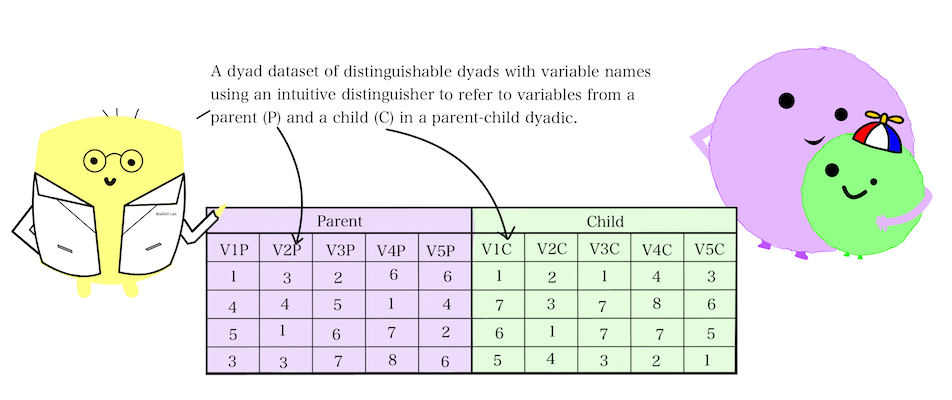 A dyad dataset of distinguishable dyads with variable names
using an intuitive distinguisher to refer to variables from a
parent (P) and a child (C) in a parent-child dyadic.
Parent Child
V1P V2P V3P V4P V5P V1C V2C V3C V4C V5C
1 3 2 6 6 1 2 1 4 3
4 4 5 1 4 7 3 7 8 6
5 1 6 7 2 6 1 7 7 5
3 3 7 8 6 5 4 3 2 1